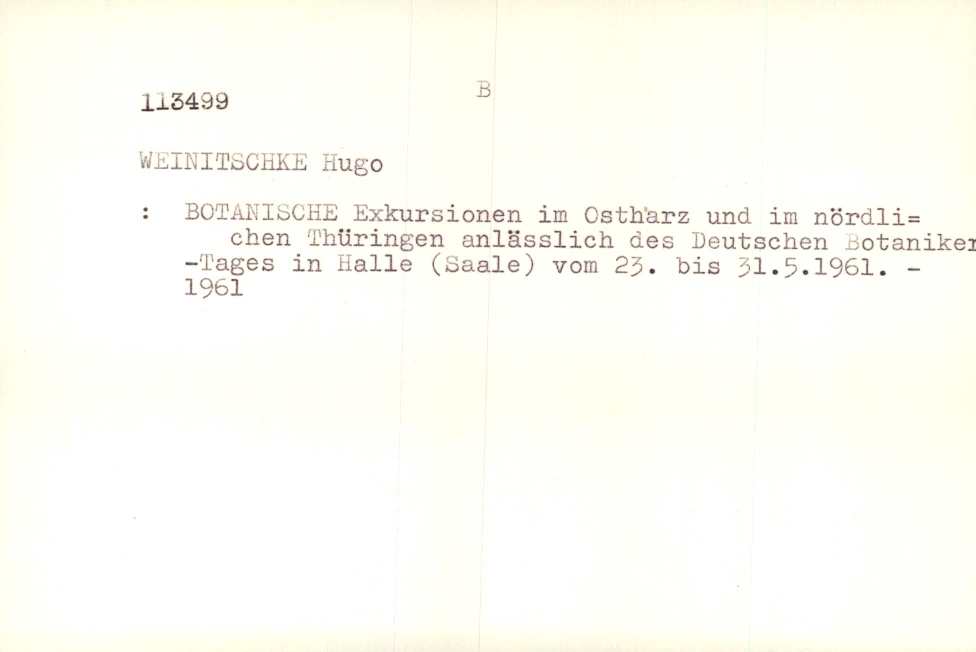 B
113499
WEINITSCHKE Hugo
: BOTANISCHE Exkursionen im Ostharz und im nördli=
chen Thüringen anlässlich des Deutschen Botaniker
-Tages in Halle (Saale) vom 23. bis 31.5.1961. -
1961